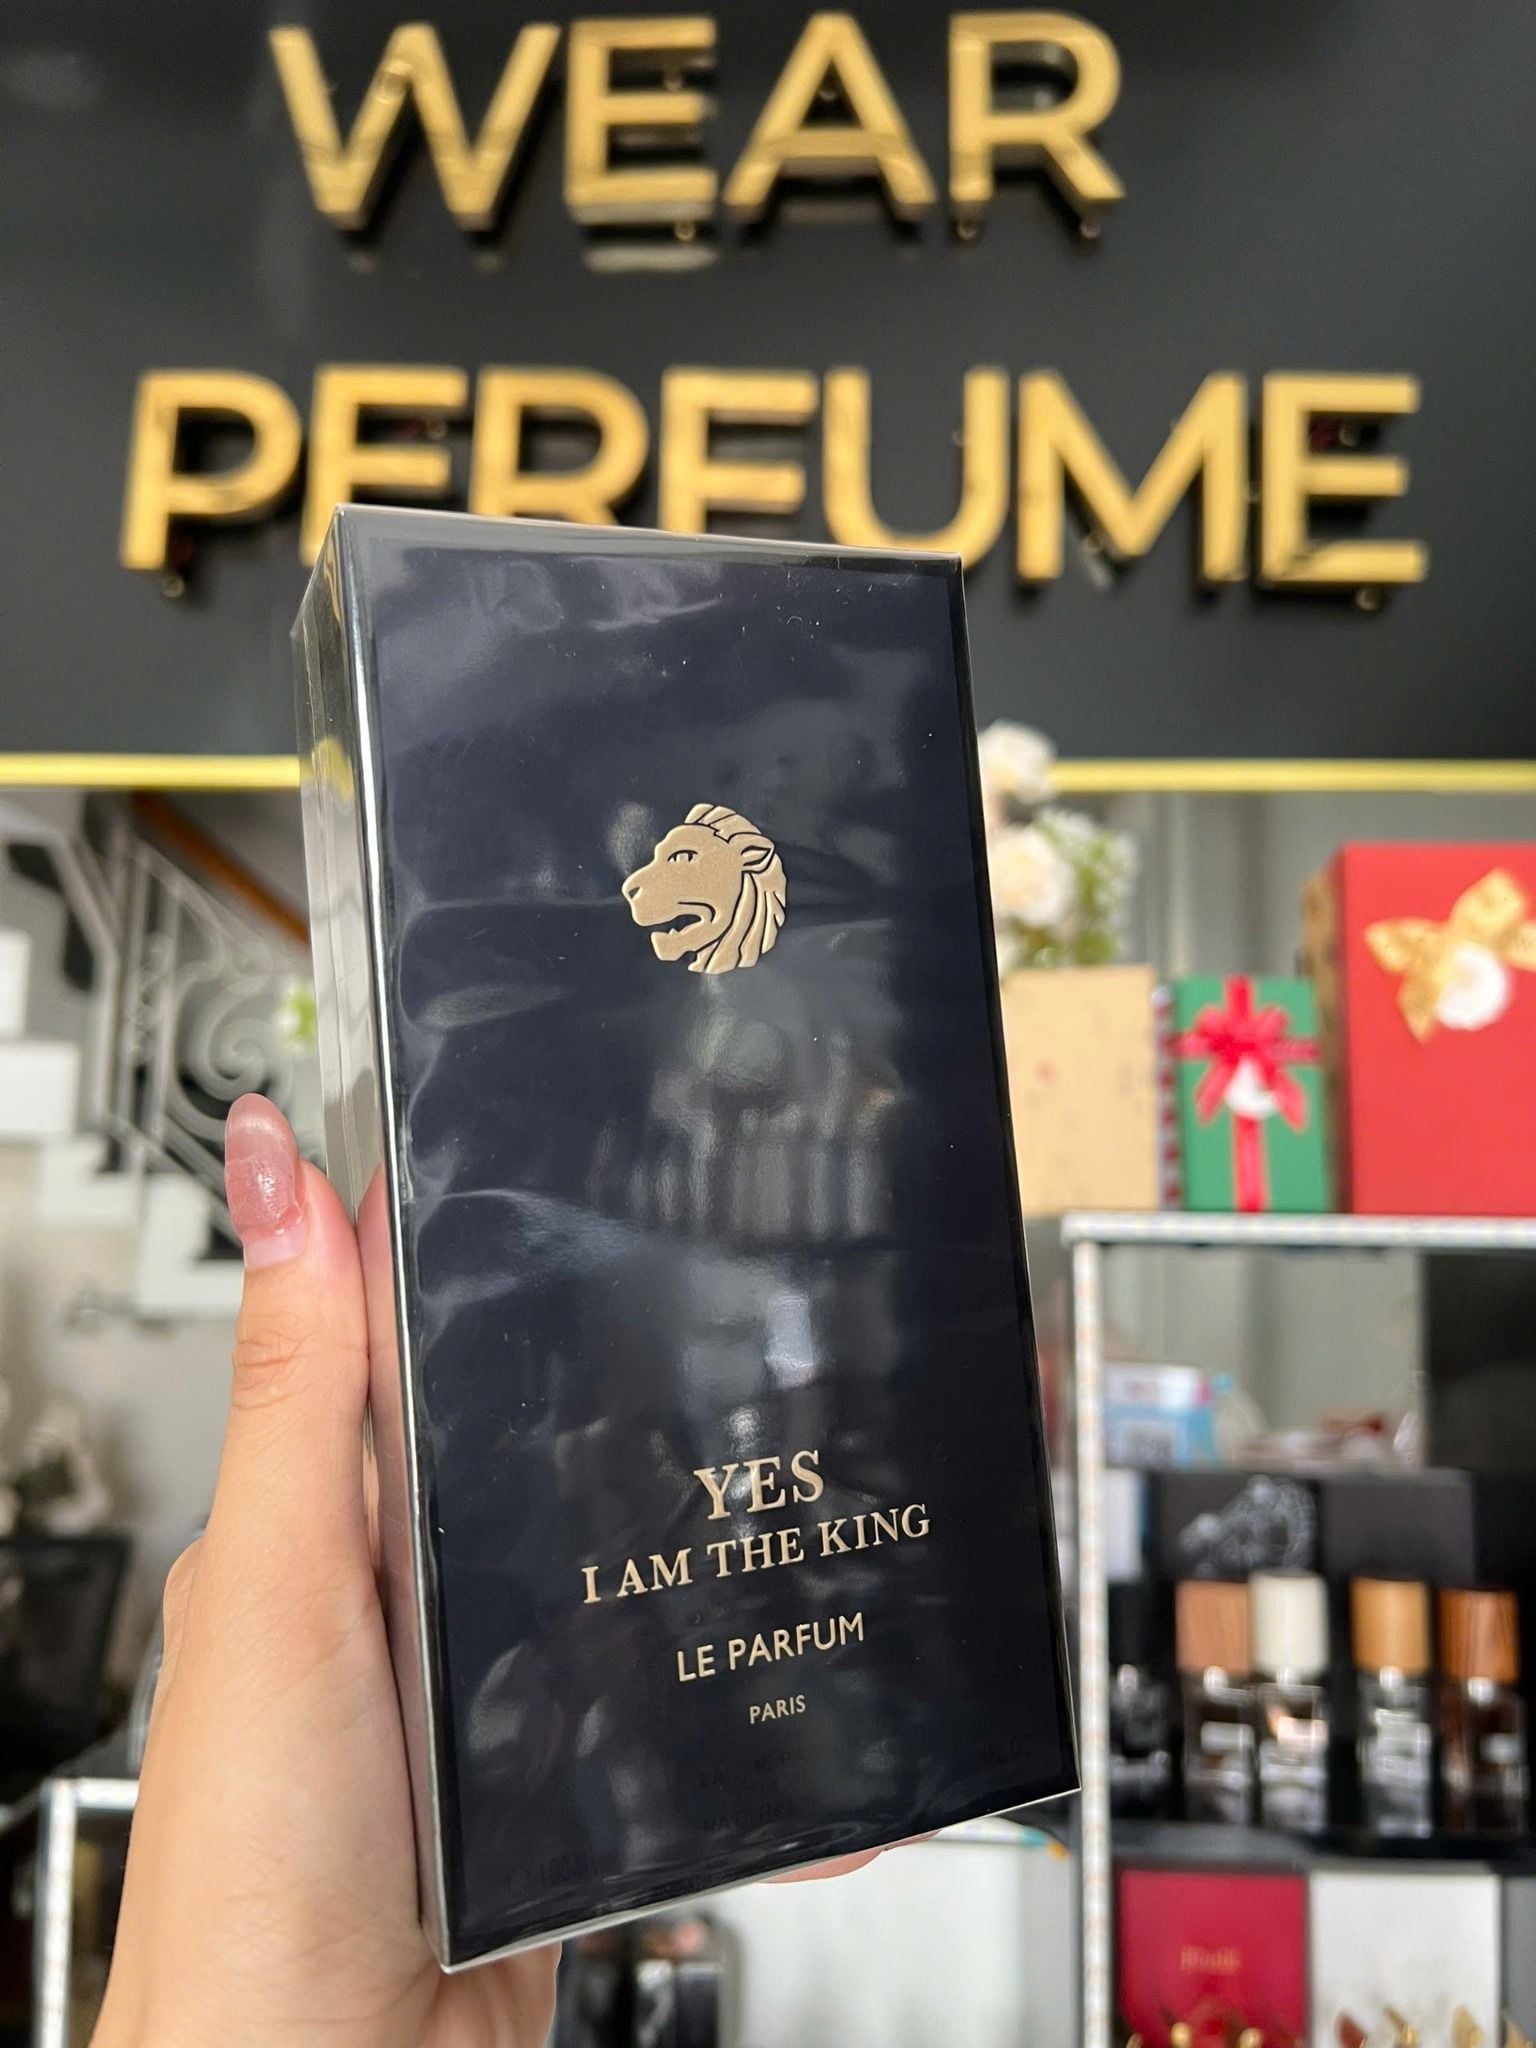 WEAR
PERFUME
YES
I AM THE KING
LE PARFUM
PARIS